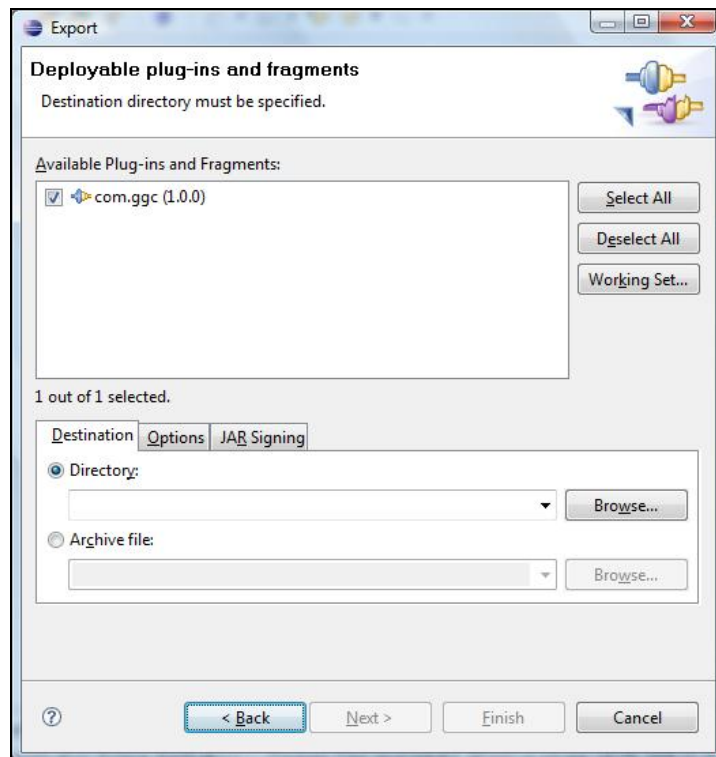 Export
Deployable plug-ins and fragments
Destination directory must be specified.
Available Plug-ins and Fragments:
com.ggc (1.0.0)
Select All
Deselect All
Working Set...
1 out of 1 selected.
Destination Options JAR Signing
Directory:
Browse...
Archive file:
Browse...
< Back Next > Finish Cancel